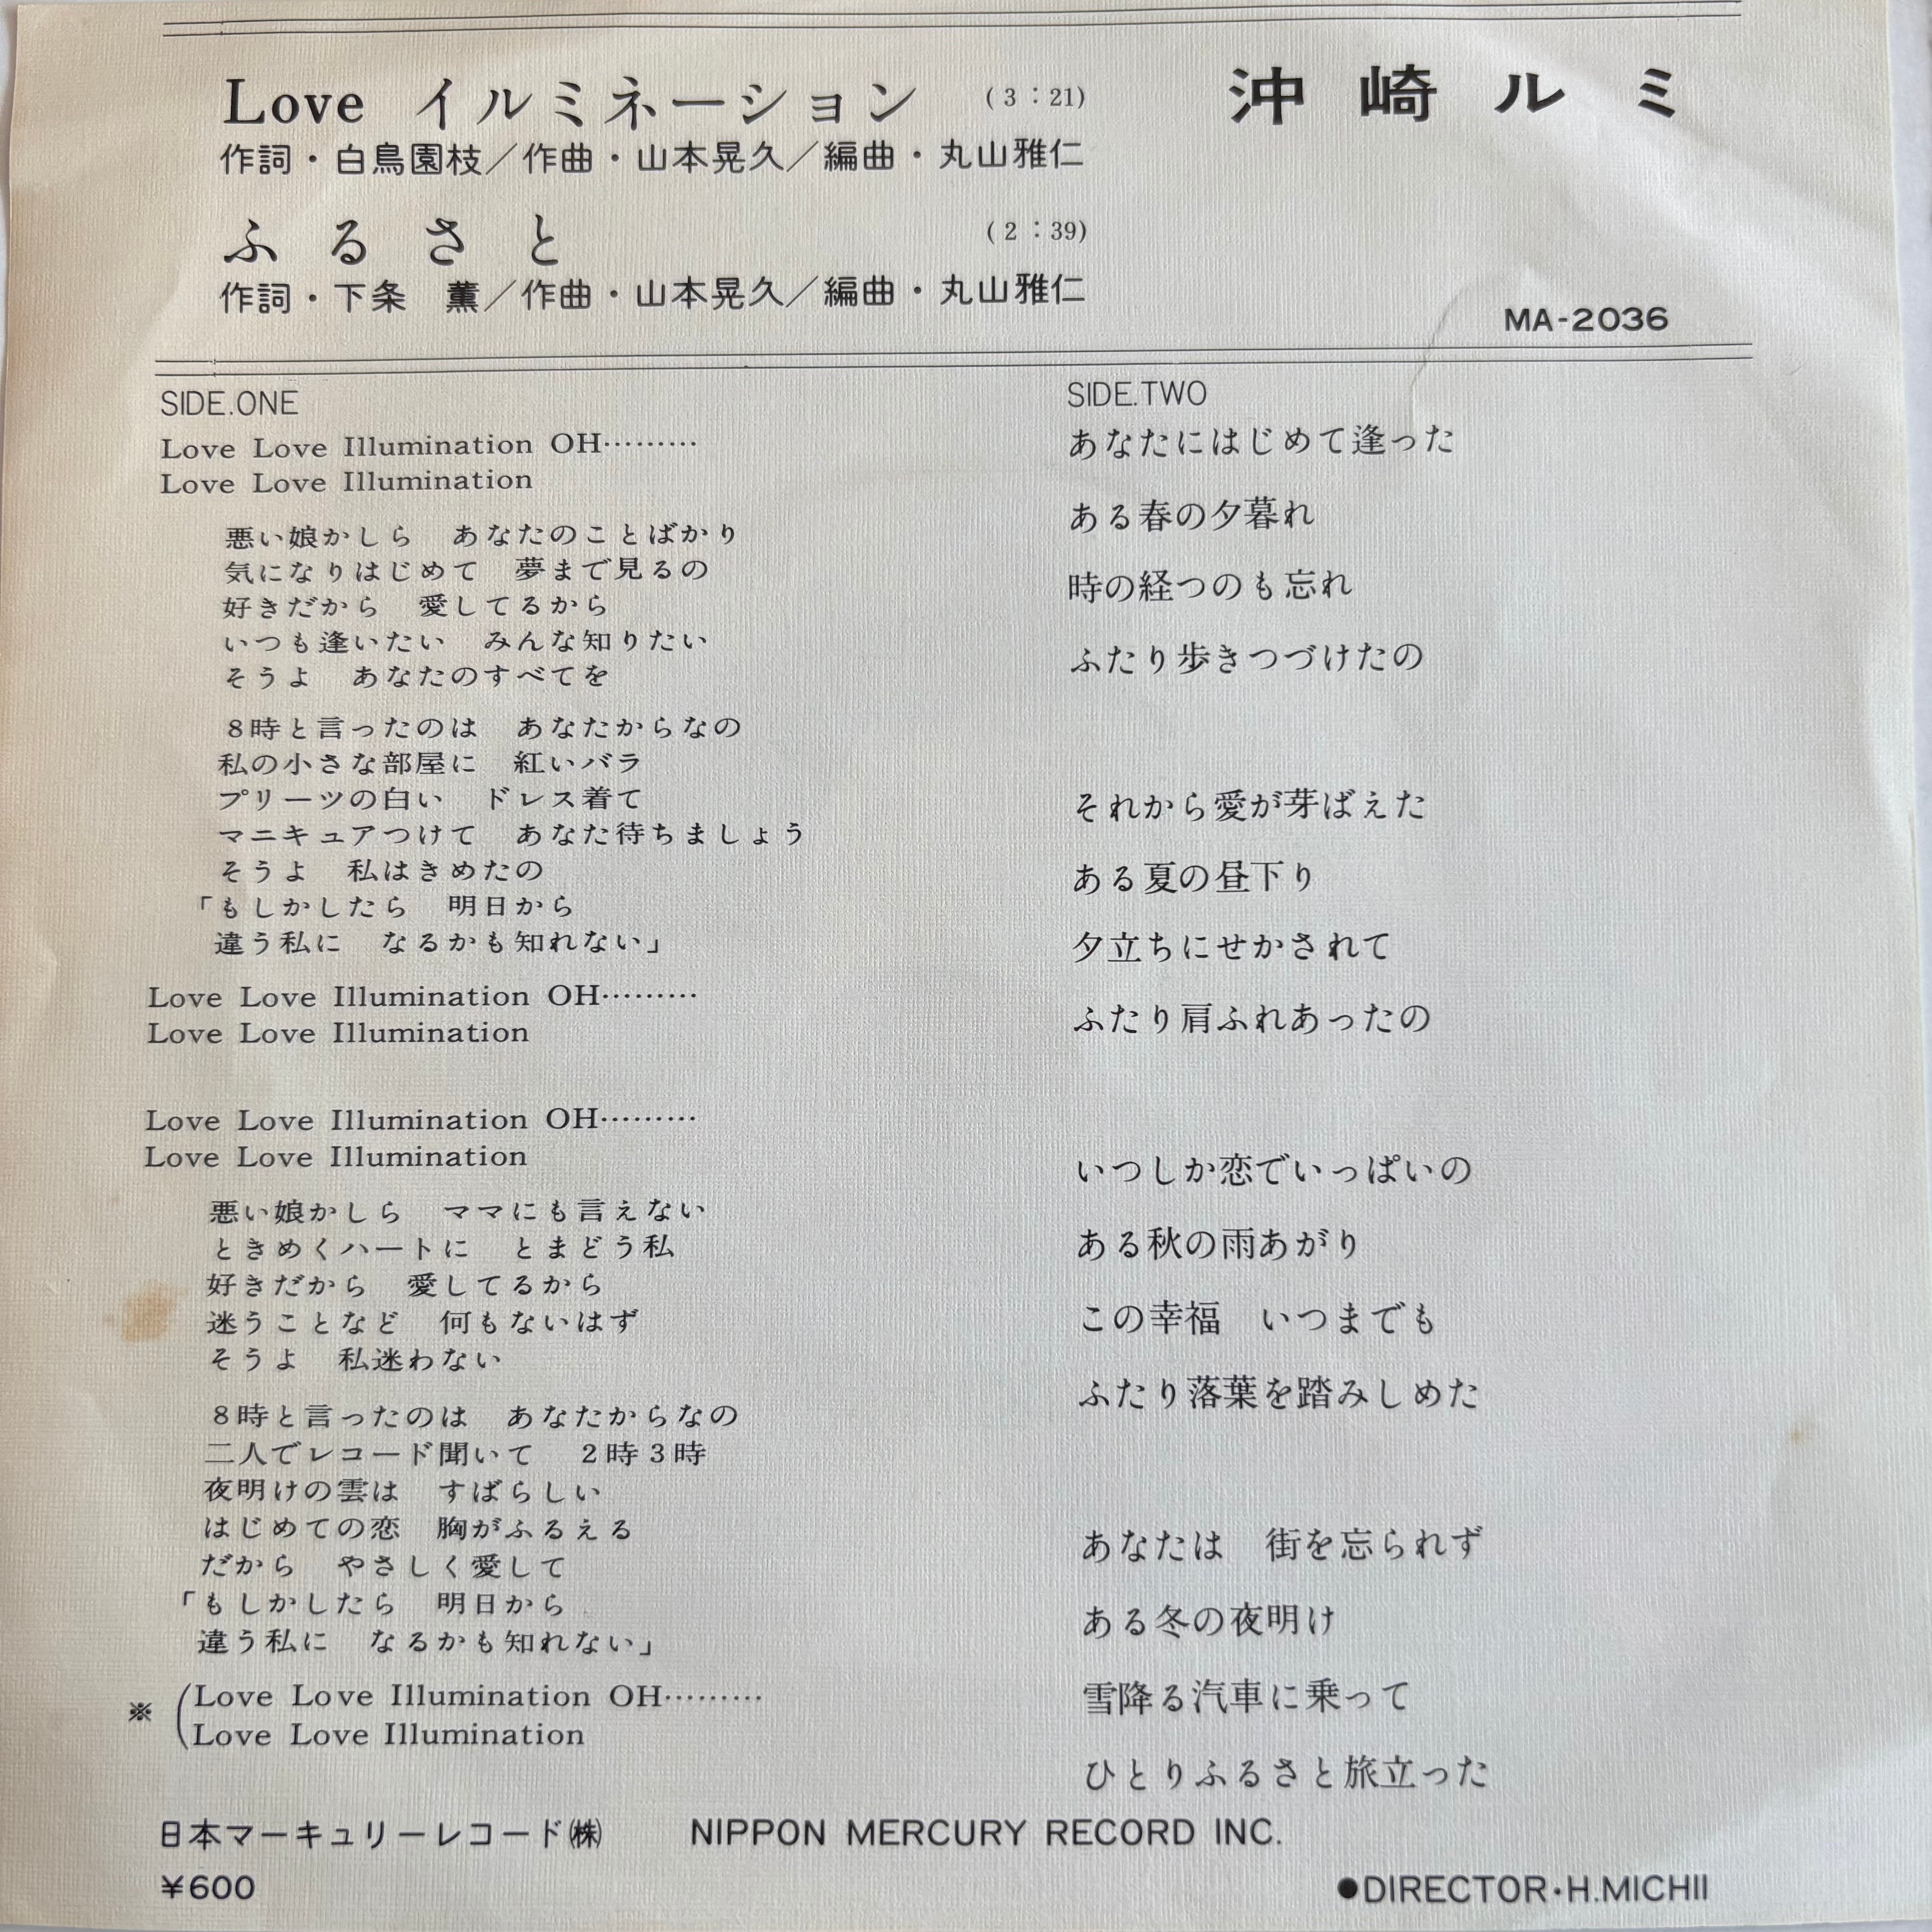 Love イルミネーション (3:21) 沖崎ルミ
作詞・白鳥園枝/作曲・山本晃久/編曲・丸山雅仁
ふるさと (2:39)
作詞・下条 薫/作曲・山本晃久/編曲・丸山雅仁
MA-2036
SIDE.ONE
Love Love Illumination OH………
Love Love Illumination
悪い娘かしら あなたのことばかり
気になりはじめて 夢まで見るの
好きだから 愛してるから
いつも逢いたい みんな知りたい
そうよ あなたのすべてを
8時と言ったのは あなたからなの
私の小さな部屋に 紅いバラ
プリーツの白い ドレス着て
マニキュアつけて あなた待ちましょう
そうよ 私はきめたの
「もしかしたら 明日から
違う私に なるかも知れない」
Love Love Illumination OH………
Love Love Illumination
Love Love Illumination OH………
Love Love Illumination
悪い娘かしら ママにも言えない
ときめくハートに とまどう私
好きだから 愛してるから
迷うことなど 何もないはず
そうよ 私迷わない
8時と言ったのは あなたからなの
二人でレコード聞いて 2時3時
夜明けの雲は すばらしい
はじめての恋 胸がふるえる
だから やさしく愛して
「もしかしたら 明日から
違う私に なるかも知れない」
※(Love Love Illumination OH………
Love Love Illumination
SIDE.TWO
あなたにはじめて逢った
ある春の夕暮れ
時の経つのも忘れ
ふたり歩きつづけたの
それから愛が芽ばえた
ある夏の昼下り
夕立ちにせかされて
ふたり肩ふれあったの
いつしか恋でいっぱいの
ある秋の雨あがり
この幸福 いつまでも
ふたり落葉を踏みしめた
あなたは 街を忘られず
ある冬の夜明け
雪降る汽車に乗って
ひとりふるさと旅立った
日本マーキュリーレコード㈱ NIPPON MERCURY RECORD INC.
¥600
●DIRECTOR・H.MICHII